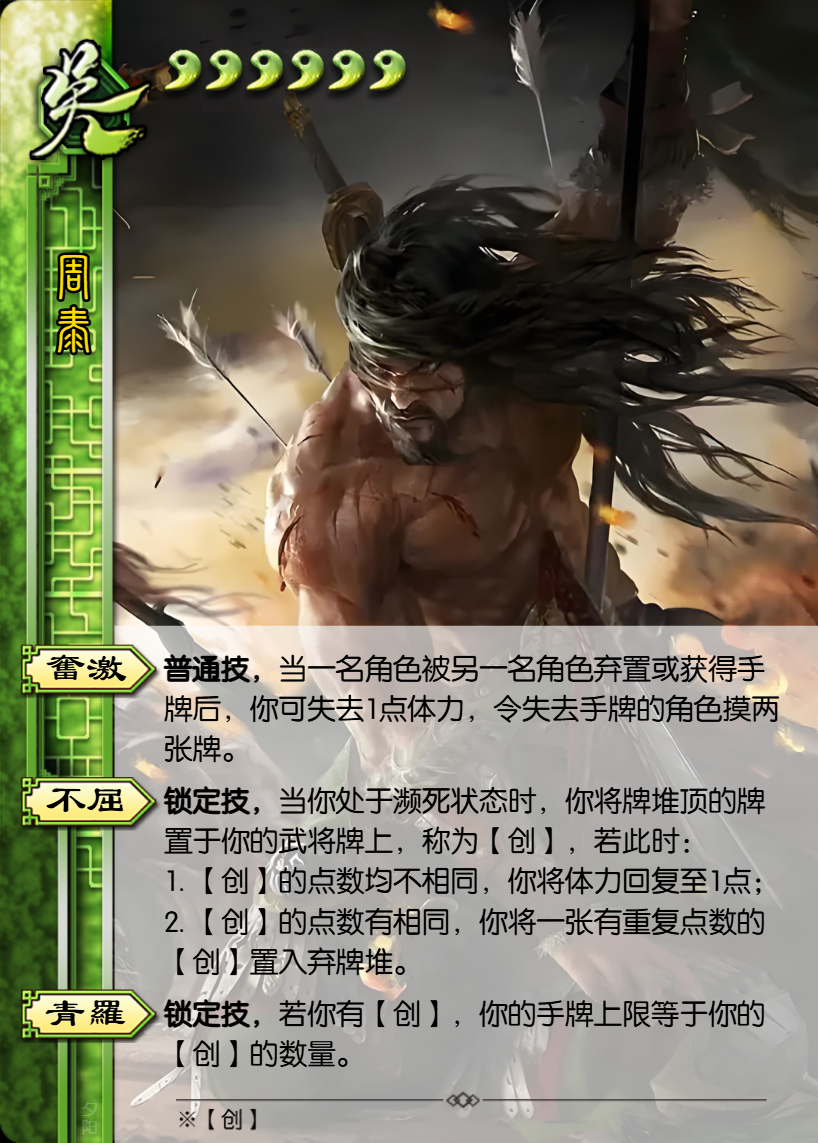 吴
周泰
奮激
普通技，当一名角色被另一名角色弃置或获得手
牌后，你可失去1点体力，令失去手牌的角色摸两
张牌。
不屈
锁定技，当你处于濒死状态时，你将牌堆顶的牌
置于你的武将牌上，称为【创】，若此时：
1.【创】的点数均不相同，你将体力回复至1点；
2.【创】的点数有相同，你将一张有重复点数的
【创】置入弃牌堆。
青羅
锁定技，若你有【创】，你的手牌上限等于你的
【创】的数量。
※【创】
夕阳